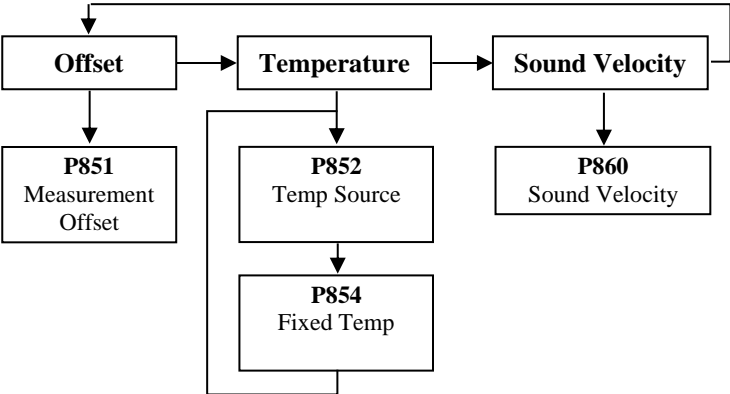 Offset
Temperature
Sound Velocity
P851
Measurement
Offset
P852
Temp Source
P854
Fixed Temp
P860
Sound Velocity